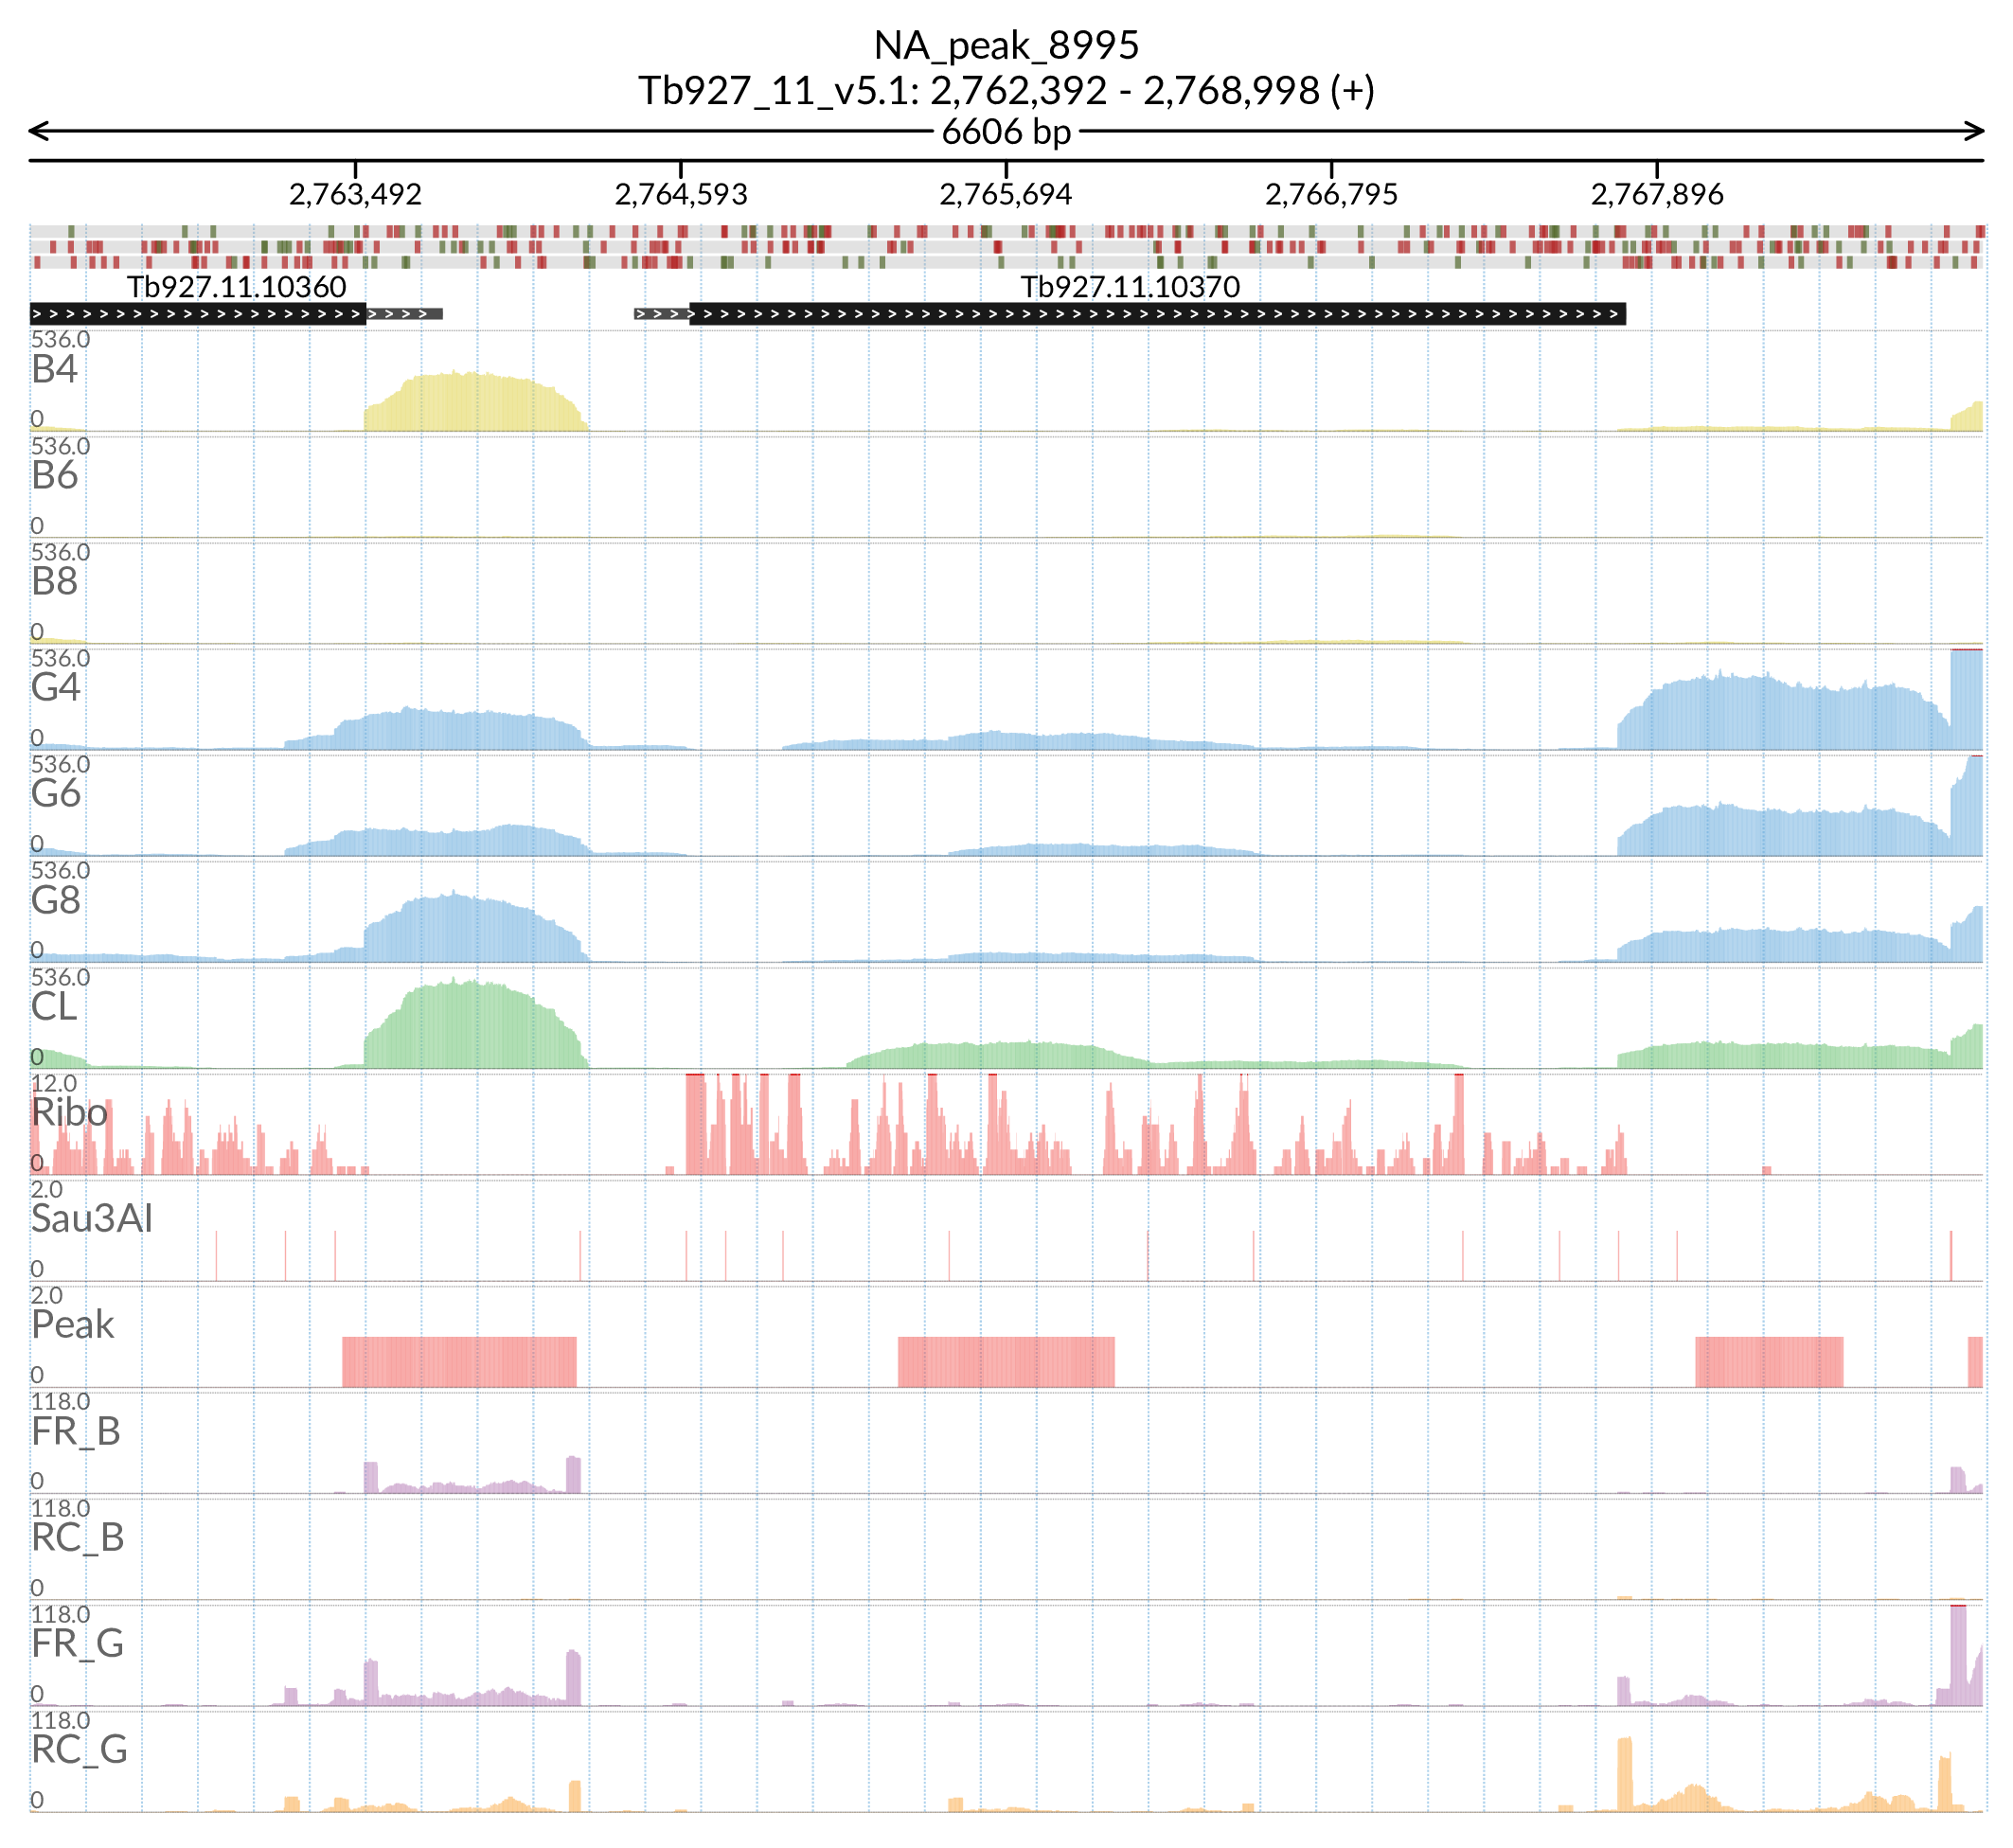 NA_peak_8995
Tb927_11_v5.1: 2,762,392 - 2,768,998 (+)
6606 bp
2,763,492 2,764,593 2,765,694 2,766,795 2,767,896
Tb927.11.10360 Tb927.11.10370
536.0
B4
0
536.0
B6
0
536.0
B8
0
536.0
G4
0
536.0
G6
0
536.0
G8
0
536.0
CL
0
12.0
Ribo
0
2.0
Sau3AI
0
2.0
Peak
0
118.0
FR_B
0
118.0
RC_B
0
118.0
FR_G
0
118.0
RC_G
0